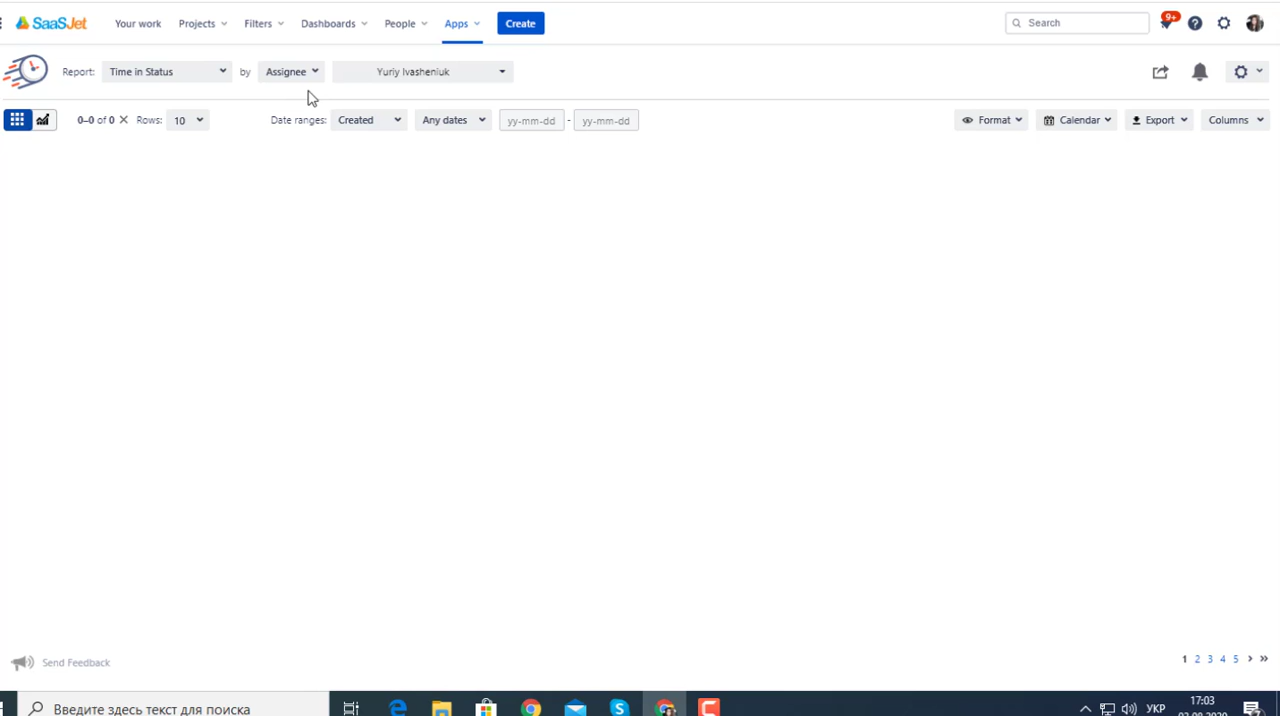 SaaSJet Your work Projects Filters Dashboards People Apps Create Search 9+
Report: Time in Status by Assignee Yuriy Ivasheniuk
0–0 of 0 Rows: 10 Date ranges: Created Any dates yy-mm-dd - yy-mm-dd Format Calendar Export Columns
Send Feedback 1 2 3 4 5
Введите здесь текст для поиска УКР 17:03